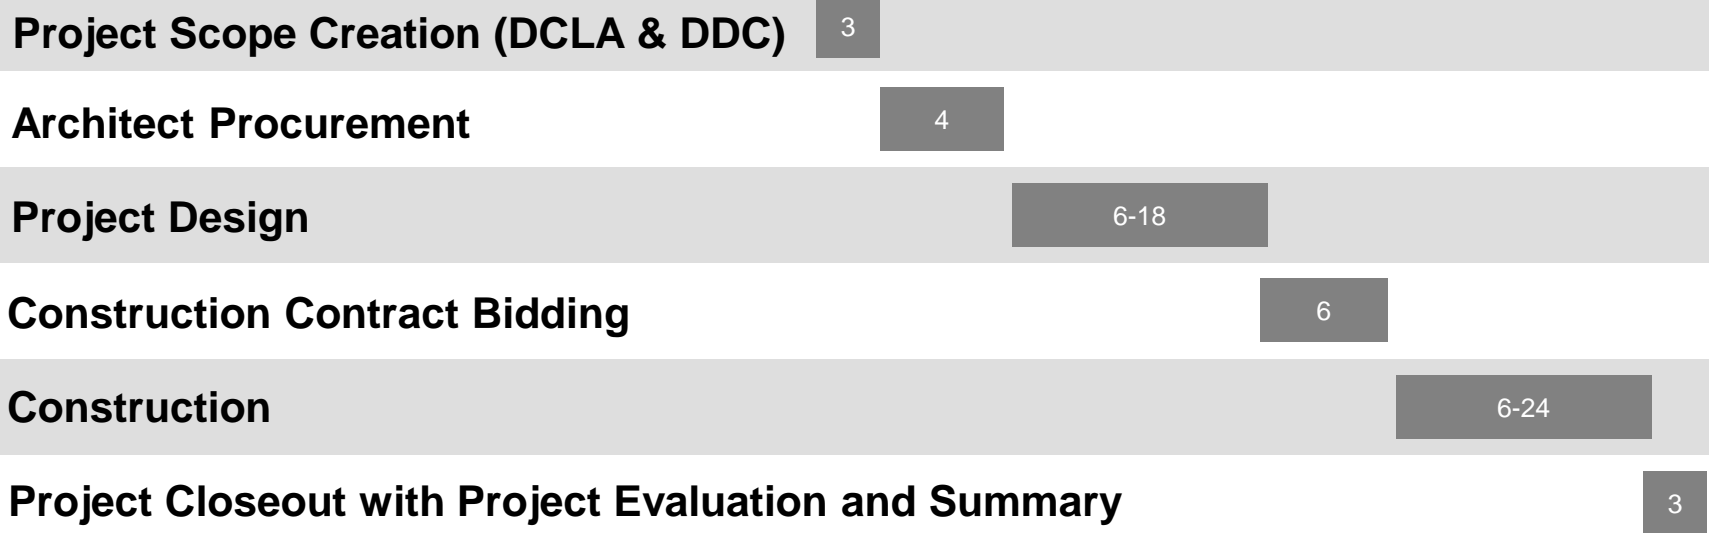 Project Scope Creation (DCLA & DDC) 3
Architect Procurement 4
Project Design 6-18
Construction Contract Bidding 6
Construction 6-24
Project Closeout with Project Evaluation and Summary 3